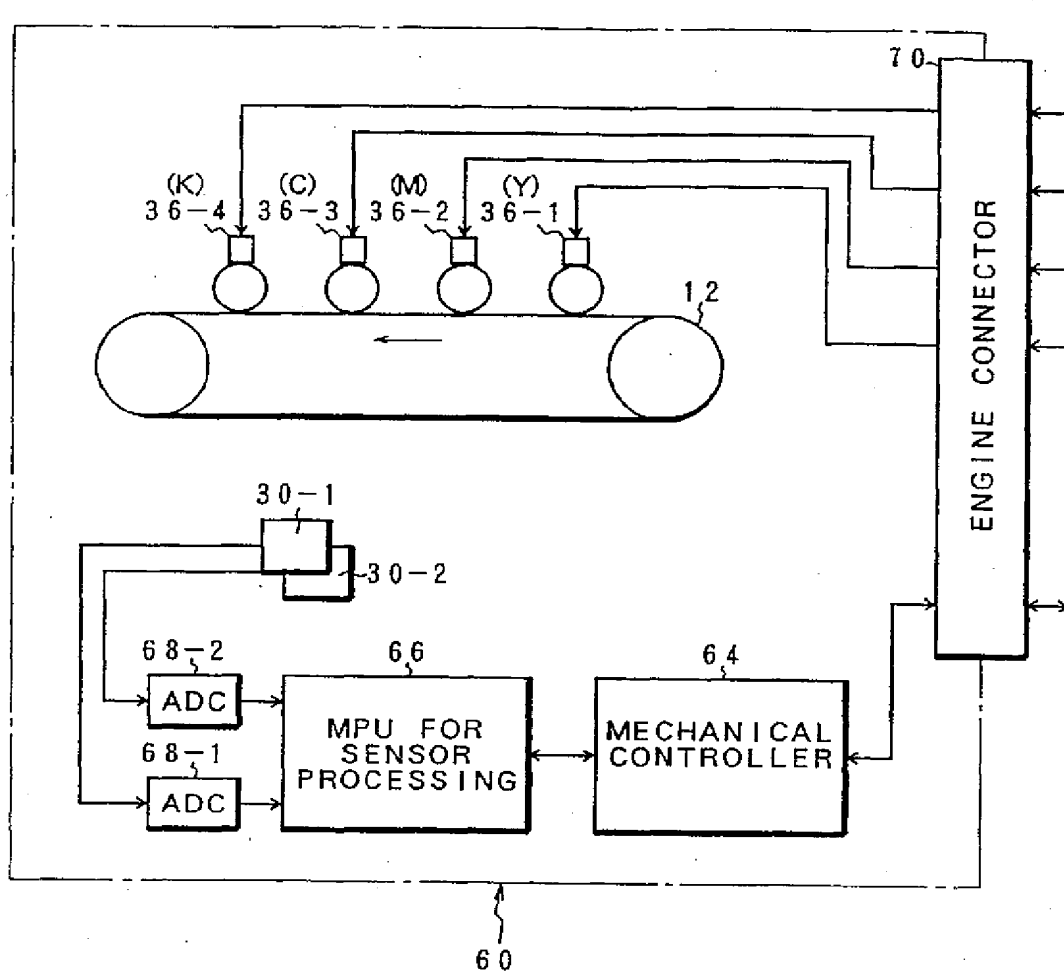 70
(K)
36-4
(C)
36-3
(M)
36-2
(Y)
36-1
12
ENGINE CONNECTOR
30-1
30-2
68-2
ADC
68-1
ADC
66
MPU FOR
SENSOR
PROCESSING
64
MECHANICAL
CONTROLLER
60